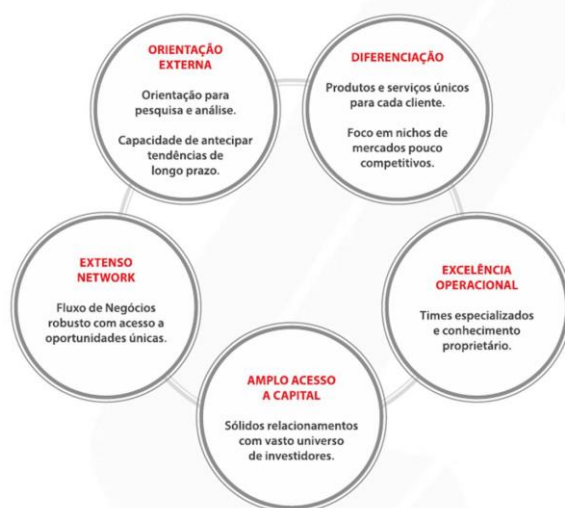 ORIENTAÇÃO
EXTERNA
Orientação para
pesquisa e análise.
Capacidade de antecipar
tendências de
longo prazo.
DIFERENCIAÇÃO
Produtos e serviços únicos
para cada cliente.
Foco em nichos de
mercados pouco
competitivos.
EXTENSO
NETWORK
Fluxo de Negócios
robusto com acesso a
oportunidades únicas.
EXCELÊNCIA
OPERACIONAL
Times especializados
e conhecimento
proprietário.
AMPLO ACESSO
A CAPITAL
Sólidos relacionamentos
com vasto universo
de investidores.